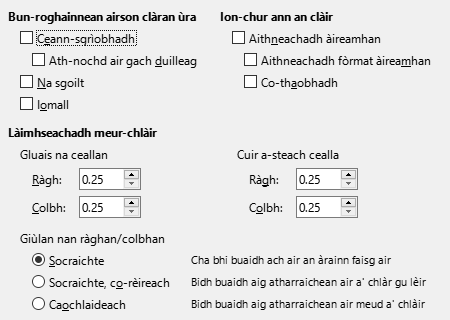 Bun-roghainnean airson clàran ùra
Ion-chur ann an clàir
Ceann-sgrìobhadh
Aithneachadh àireamhan
Ath-nochd air gach duilleag
Aithneachadh fòrmat àireamhan
Na sgoilt
Co-thaobhadh
Iomall
Làimhseachadh meur-chlàir
Gluais na ceallan
Cuir a-steach cealla
Ràgh: 0.25
Ràgh: 0.25
Colbh: 0.25
Colbh: 0.25
Giùlan nan ràghan/colbhan
Socraichte
Cha bhi buaidh ach air an àrainn faisg air
Socraichte, co-rèireach
Bidh buaidh aig atharraichean air a' chlàr gu lèir
Caochlaideach
Bidh buaidh aig atharraichean air meud a' chlàir